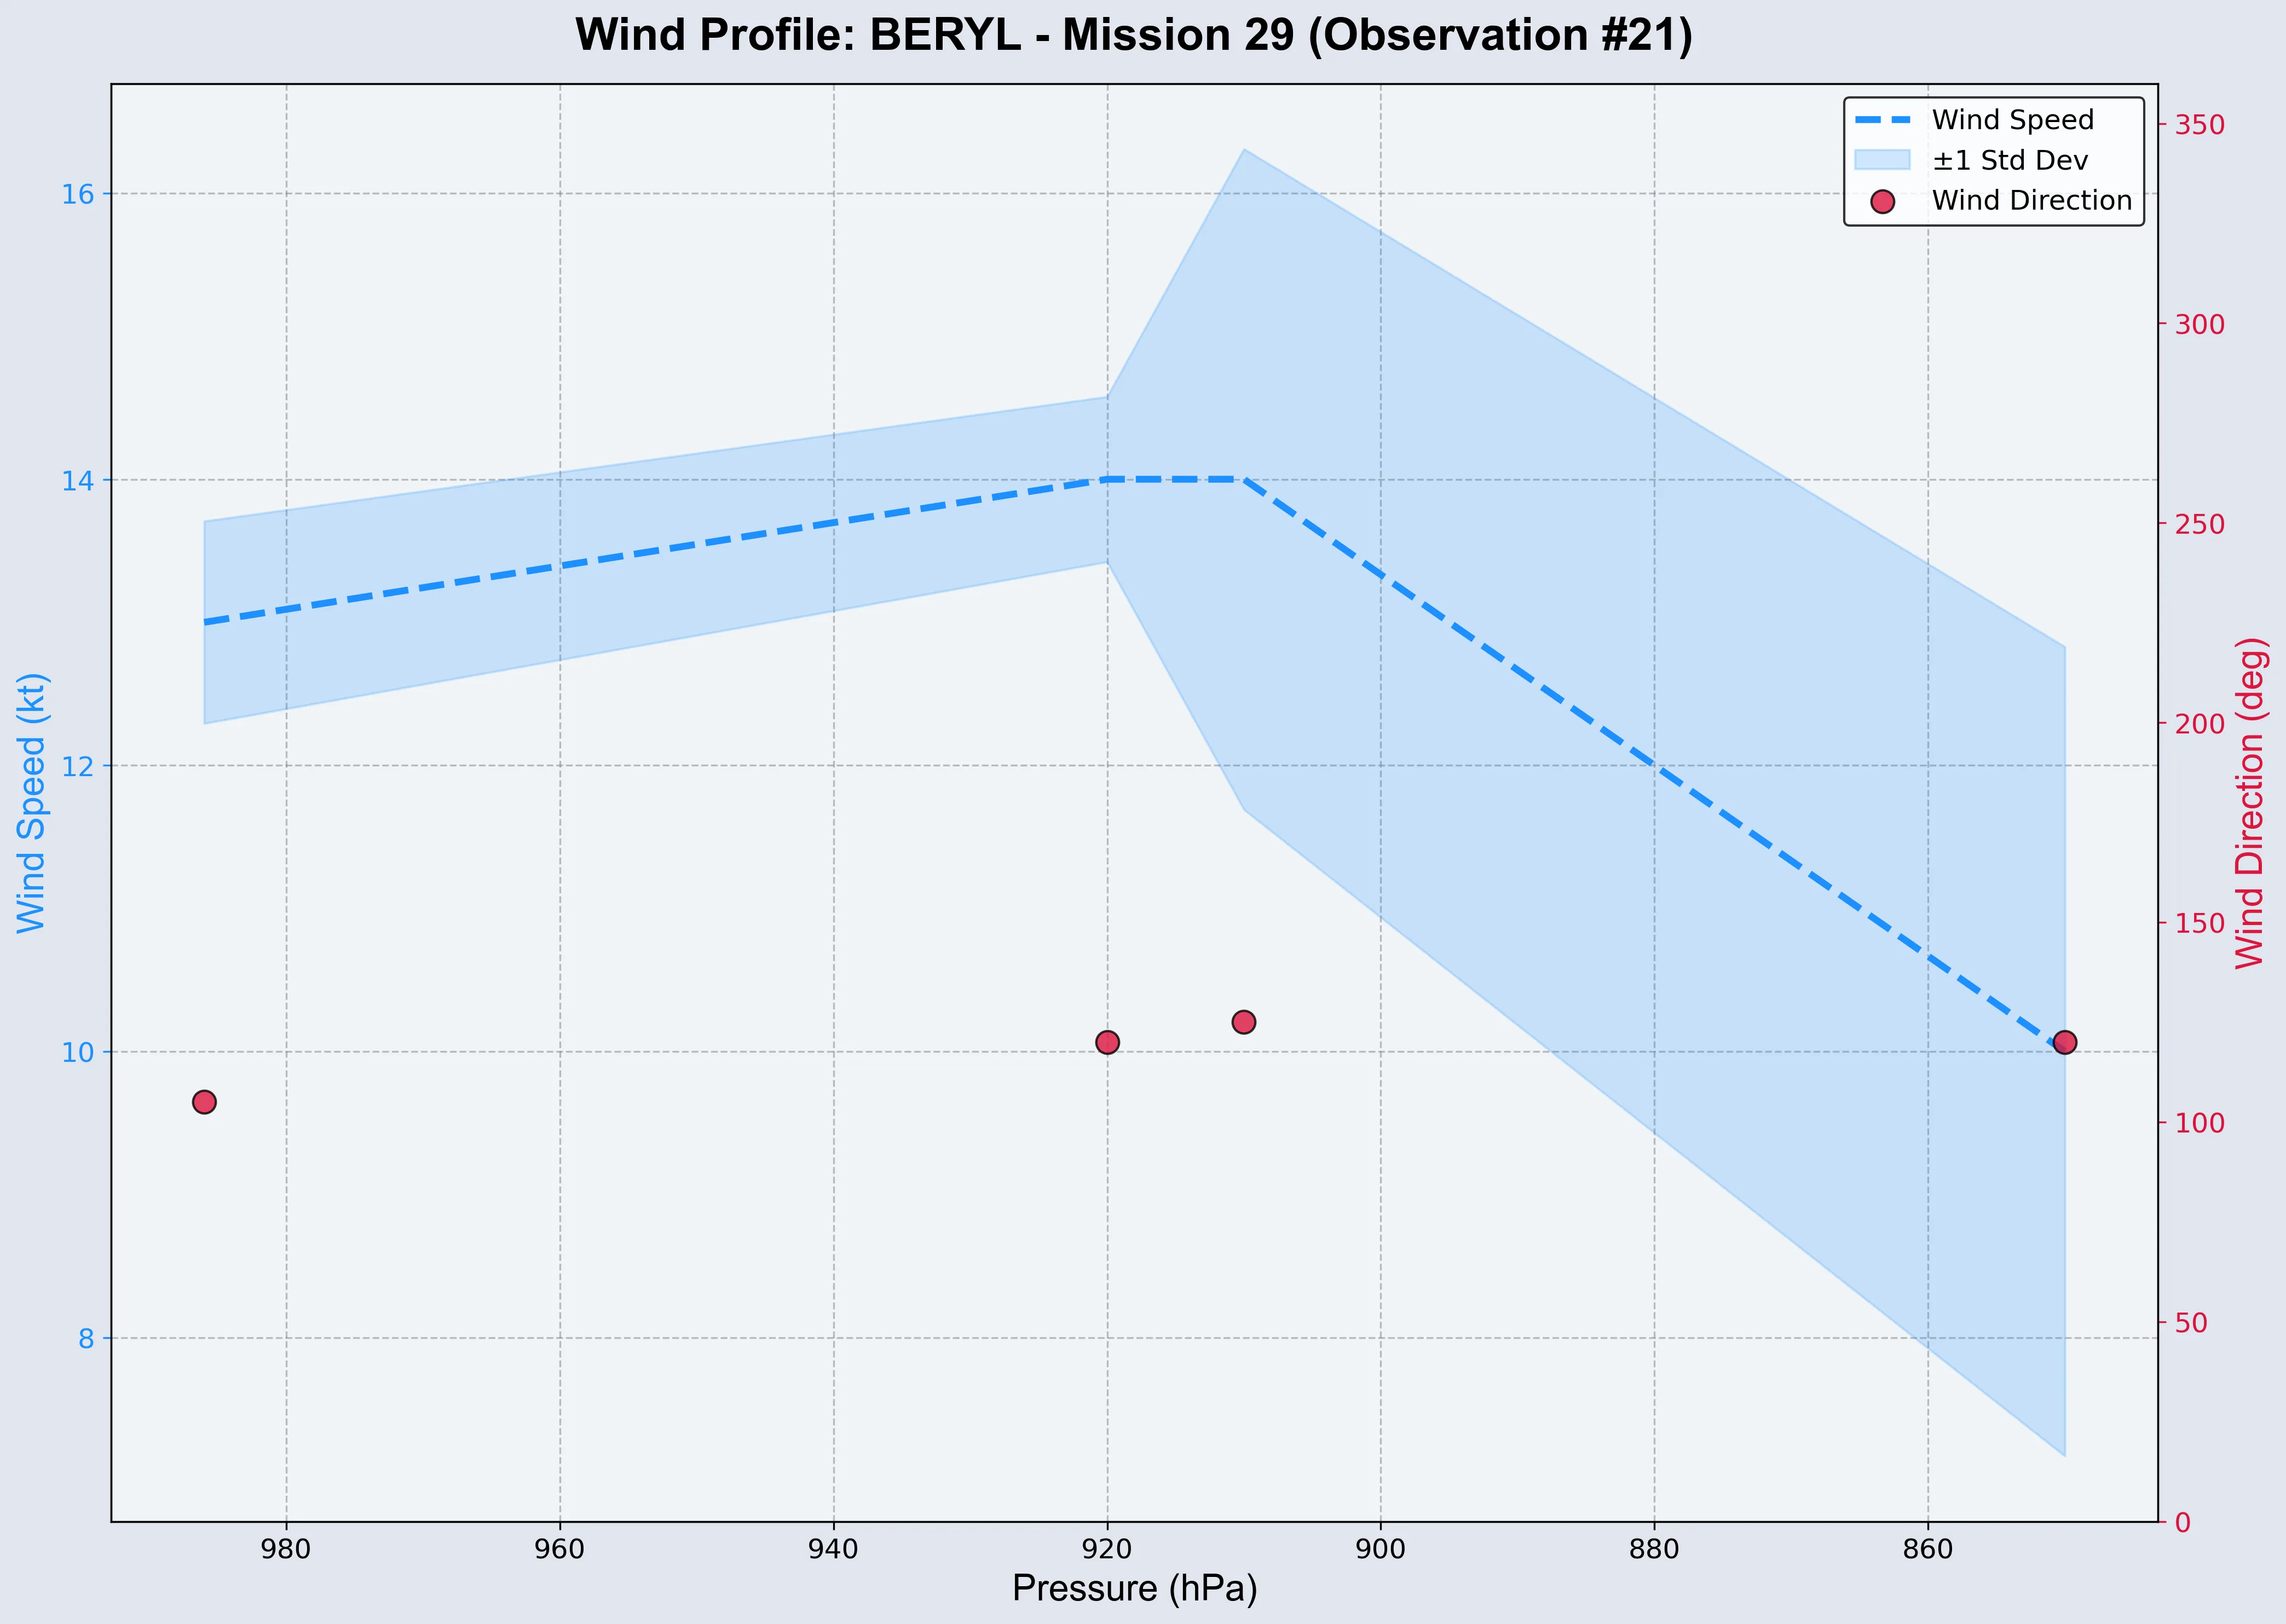 Wind Profile: BERYL - Mission 29 (Observation #21)
Wind Speed
±1 Std Dev
Wind Direction
16
14
12
10
8
Wind Speed (kt)
350
300
250
200
150
100
50
0
Wind Direction (deg)
980
960
940
920
900
880
860
Pressure (hPa)